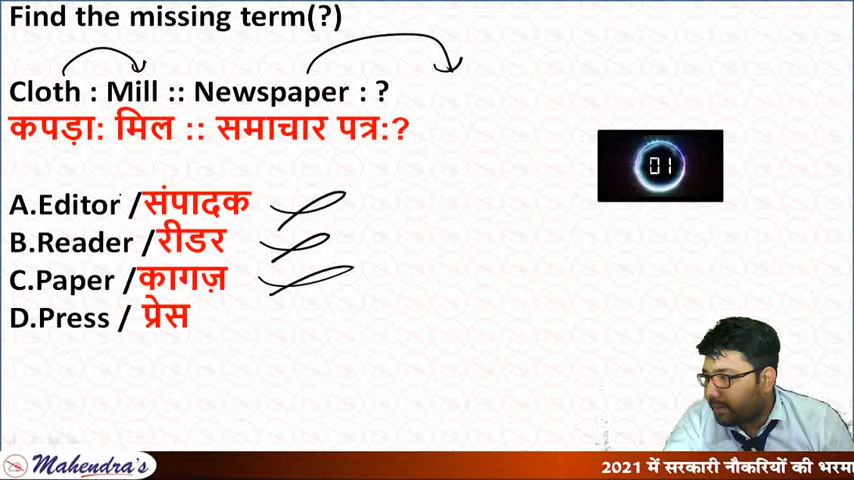 Find the missing term(?)
Cloth : Mill :: Newspaper : ?
कपड़ा: मिल :: समाचार पत्र:?
01
A.Editor /संपादक
B.Reader /रीडर
C.Paper /कागज़
D.Press / प्रेस
Mahendra's
2021 में सरकारी नौकरियों की भरमा